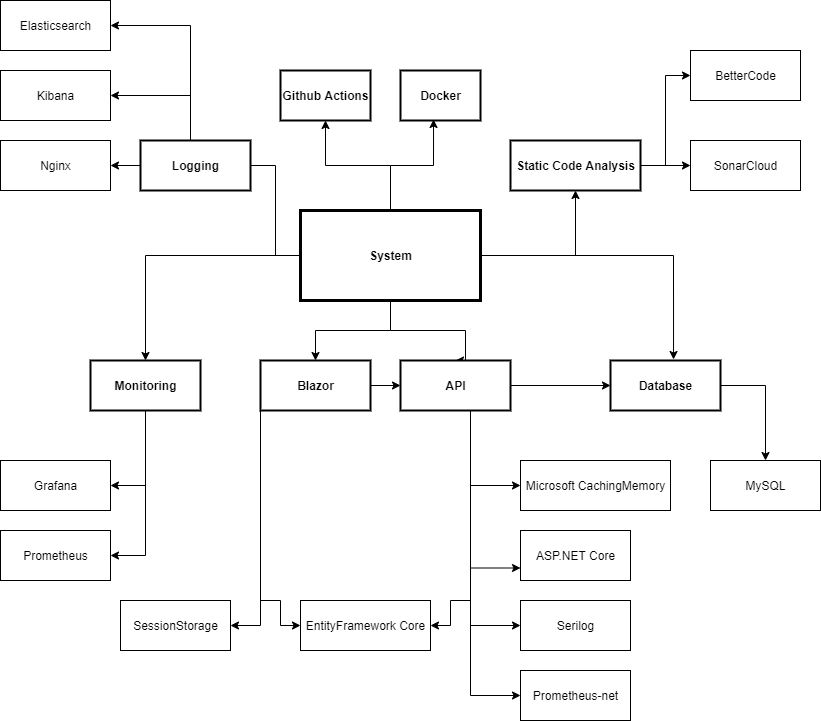 Elasticsearch
Kibana
Github Actions
Docker
BetterCode
Nginx
Logging
Static Code Analysis
SonarCloud
System
Monitoring
Blazor
API
Database
Grafana
Microsoft CachingMemory
MySQL
Prometheus
ASP.NET Core
SessionStorage
EntityFramework Core
Serilog
Prometheus-net